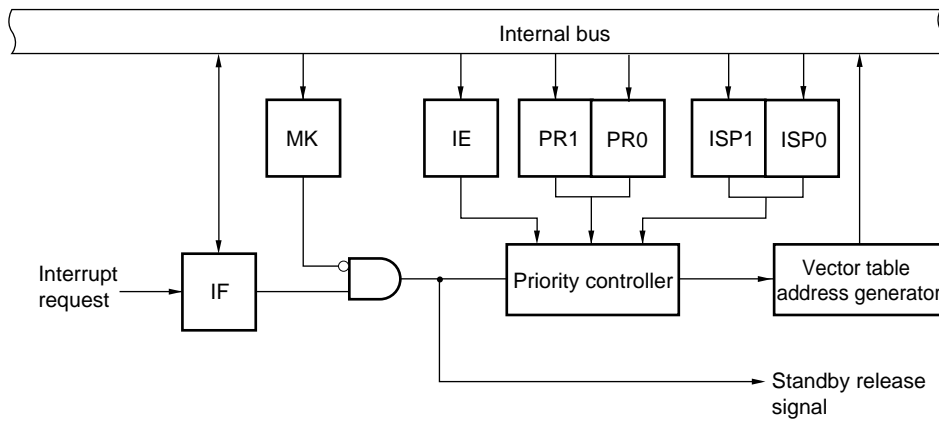 Internal bus
MK
IE
PR1
PR0
ISP1
ISP0
Interrupt
request
IF
Priority controller
Vector table
address generator
Standby release
signal